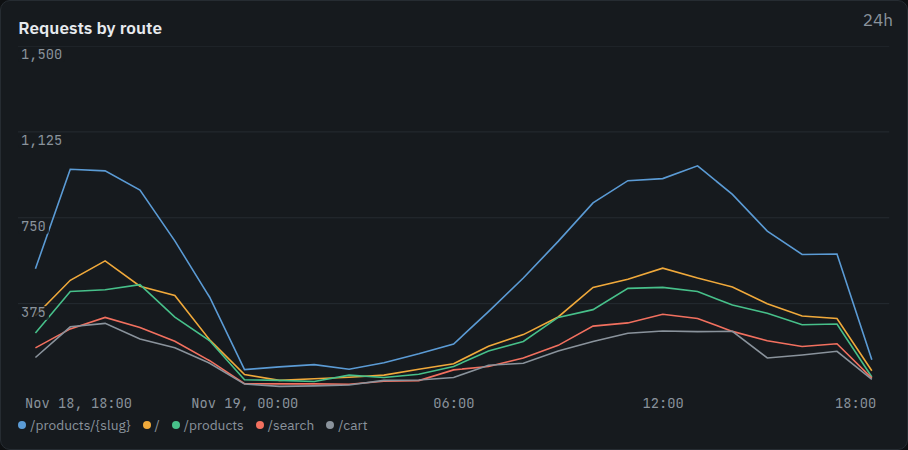 Requests by route
24h
1,500
1,125
750
375
Nov 18, 18:00 Nov 19, 00:00 06:00 12:00 18:00
/products/{slug} / /products /search /cart